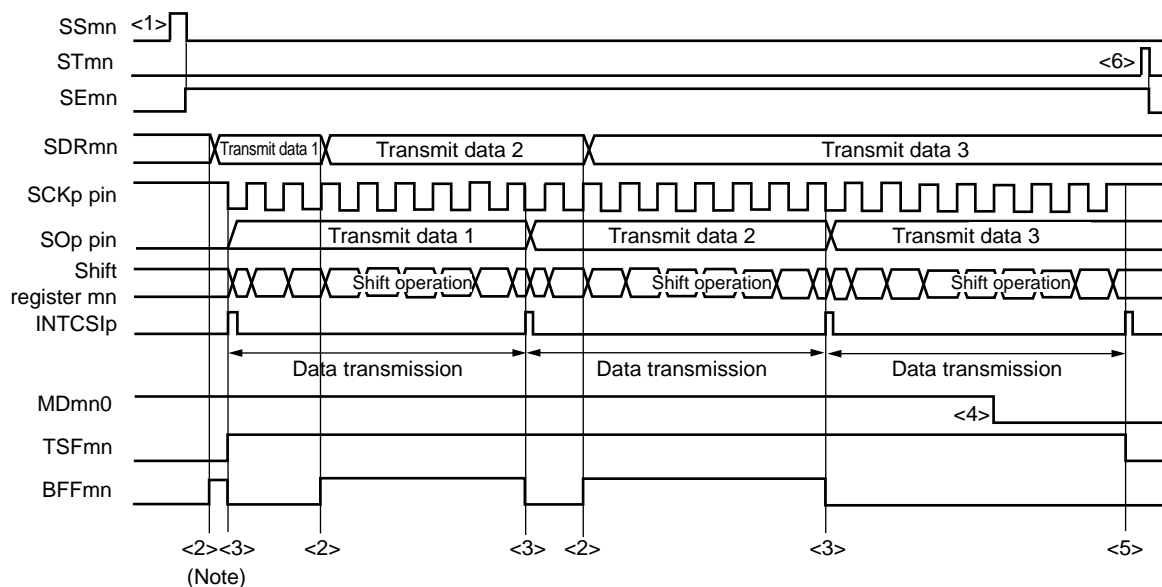 SSmn <1>
STmn <6>
SEmn
SDRmn Transmit data 1 Transmit data 2 Transmit data 3
SCKp pin
SOp pin Transmit data 1 Transmit data 2 Transmit data 3
Shift
register mn Shift operation Shift operation Shift operation
INTCSIp
Data transmission Data transmission Data transmission
MDmn0 <4>
TSFmn
BFFmn
<2> <3> <2> <3> <2> <3> <5>
(Note)